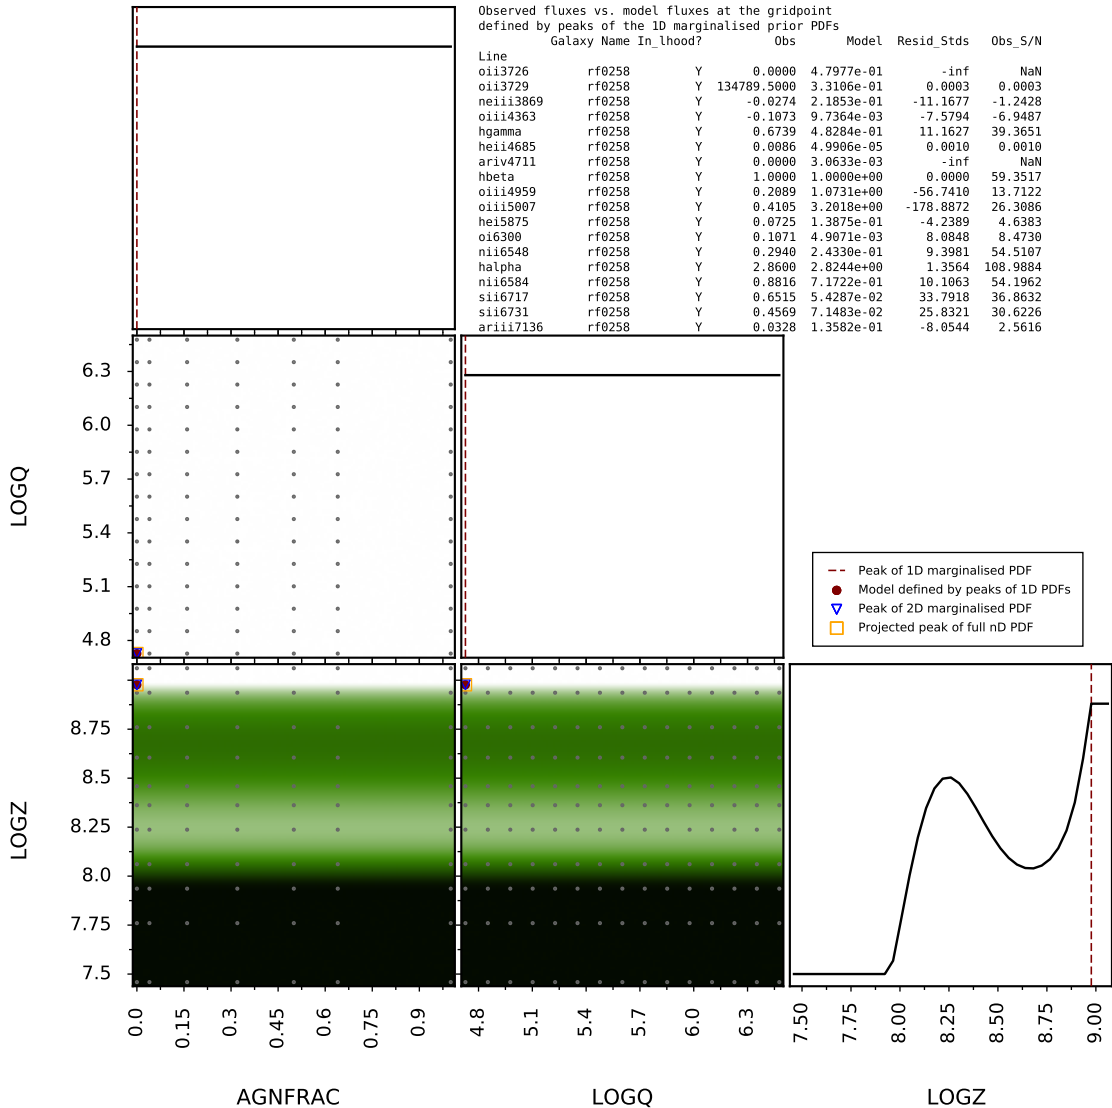 Observed fluxes vs. model fluxes at the gridpoint
defined by peaks of the 1D marginalised prior PDFs
Galaxy Name In_lhood? Obs Model Resid_Stds Obs_S/N
Line
oii3726 rf0258 Y 0.0000 4.7977e-01 -inf NaN
oii3729 rf0258 Y 134789.5000 3.3106e-01 0.0003 0.0003
neiii3869 rf0258 Y -0.0274 2.1853e-01 -11.1677 -1.2428
oiii4363 rf0258 Y -0.1073 9.7364e-03 -7.5794 -6.9487
hgamma rf0258 Y 0.6739 4.8284e-01 11.1627 39.3651
heii4685 rf0258 Y 0.0086 4.9906e-05 0.0010 0.0010
ariv4711 rf0258 Y 0.0000 3.0633e-03 -inf NaN
hbeta rf0258 Y 1.0000 1.0000e+00 0.0000 59.3517
oiii4959 rf0258 Y 0.2089 1.0731e+00 -56.7410 13.7122
oiii5007 rf0258 Y 0.4105 3.2018e+00 -178.8872 26.3086
hei5875 rf0258 Y 0.0725 1.3875e-01 -4.2389 4.6383
oi6300 rf0258 Y 0.1071 4.9071e-03 8.0848 8.4730
nii6548 rf0258 Y 0.2940 2.4330e-01 9.3981 54.5107
halpha rf0258 Y 2.8600 2.8244e+00 1.3564 108.9884
nii6584 rf0258 Y 0.8816 7.1722e-01 10.1063 54.1962
sii6717 rf0258 Y 0.6515 5.4287e-02 33.7918 36.8632
sii6731 rf0258 Y 0.4569 7.1483e-02 25.8321 30.6226
ariii7136 rf0258 Y 0.0328 1.3582e-01 -8.0544 2.5616
6.3
6.0
5.7
5.4
5.1
4.8
LOGQ
Peak of 1D marginalised PDF
Model defined by peaks of 1D PDFs
Peak of 2D marginalised PDF
Projected peak of full nD PDF
8.75
8.5
8.25
8.0
7.75
7.5
LOGZ
0.0 0.15 0.3 0.45 0.6 0.75 0.9
4.8 5.1 5.4 5.7 6.0 6.3
7.50 7.75 8.00 8.25 8.50 8.75 9.00
AGNFRAC LOGQ LOGZ